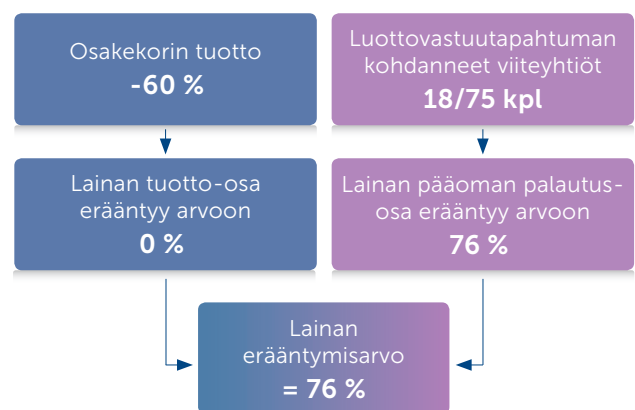 Osakekorin tuotto
-60 %
Luottovastuutapahtuman
kohdanneet viiteyhtiöt
18/75 kpl
Lainan tuotto-osa
erääntyy arvoon
0 %
Lainan pääoman palautus-
osa erääntyy arvoon
76 %
Lainan
erääntymisarvo
= 76 %